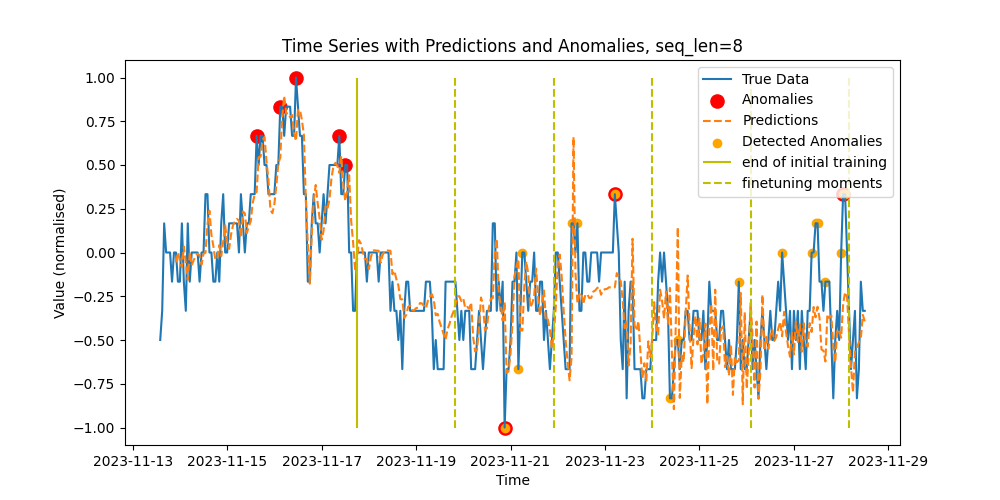 Time Series with Predictions and Anomalies, seq_len=8
Value (normalised)
1.00
0.75
0.50
0.25
0.00
−0.25
−0.50
−0.75
−1.00
True Data
Anomalies
Predictions
Detected Anomalies
end of initial training
finetuning moments
2023-11-13 2023-11-15 2023-11-17 2023-11-19 2023-11-21 2023-11-23 2023-11-25 2023-11-27 2023-11-29
Time